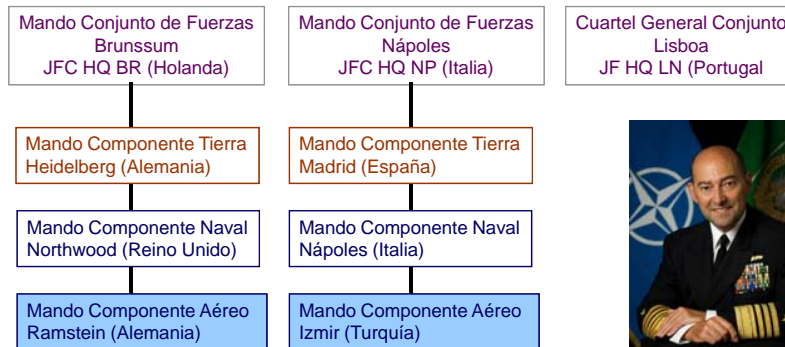 Mando Conjunto de Fuerzas
Brunssum
JFC HQ BR (Holanda)
Mando Componente Tierra
Heidelberg (Alemania)
Mando Componente Naval
Northwood (Reino Unido)
Mando Componente Aéreo
Ramstein (Alemania)
Mando Conjunto de Fuerzas
Nápoles
JFC HQ NP (Italia)
Mando Componente Tierra
Madrid (España)
Mando Componente Naval
Nápoles (Italia)
Mando Componente Aéreo
Izmir (Turquía)
Cuartel General Conjunto
Lisboa
JF HQ LN (Portugal